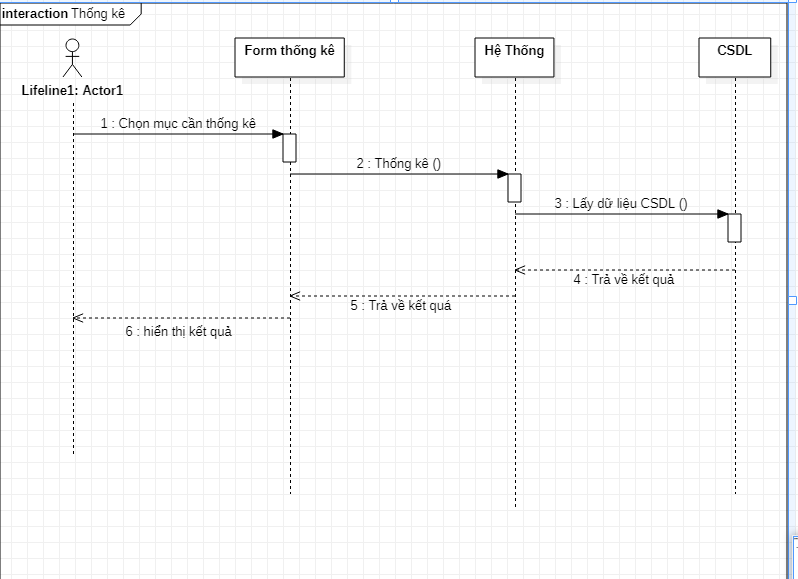 interaction Thống kê
Form thống kê
Hệ Thống
CSDL
Lifeline1: Actor1
1 : Chọn mục cần thống kê
2 : Thống kê ()
3 : Lấy dữ liệu CSDL ()
4 : Trả về kết quả
5 : Trả về kết quá
6 : hiển thị kết quả